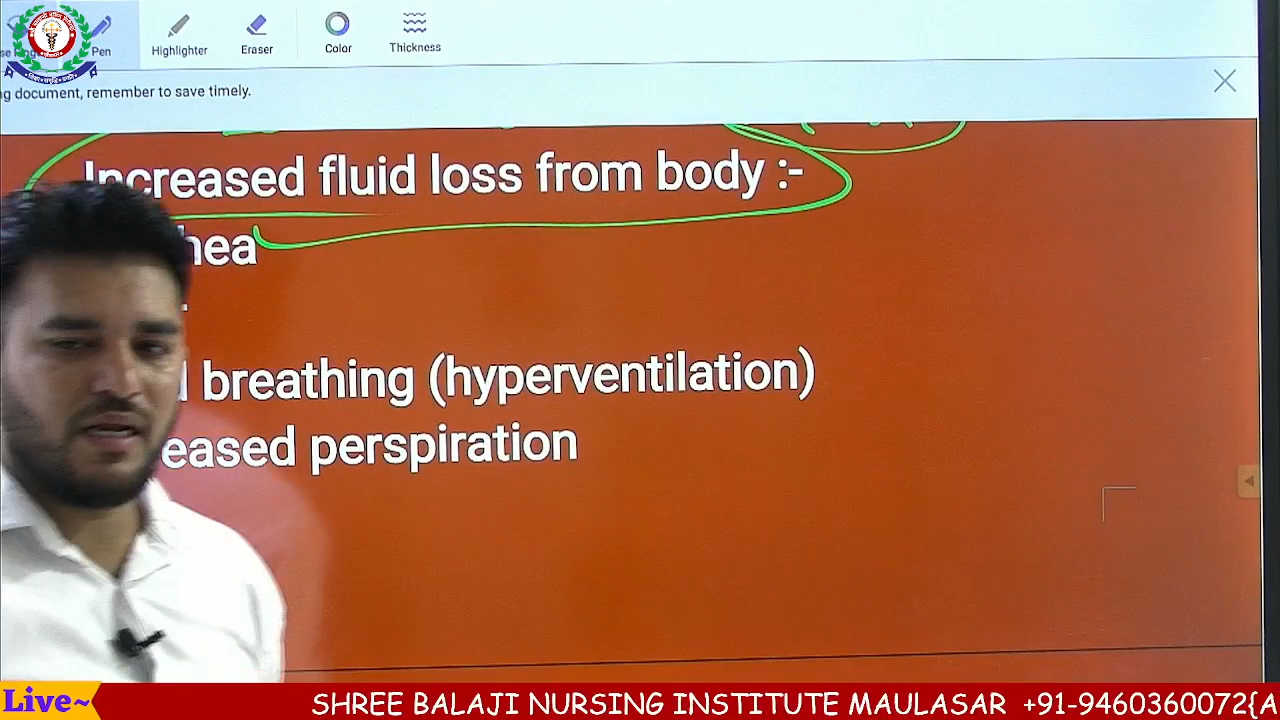 Pen
Highlighter
Eraser
Color
Thickness
ng document, remember to save timely.
Increased fluid loss from body :-
hea
breathing (hyperventilation)
eased perspiration
Live~
SHREE BALAJI NURSING INSTITUTE MAULASAR +91-9460360072{A